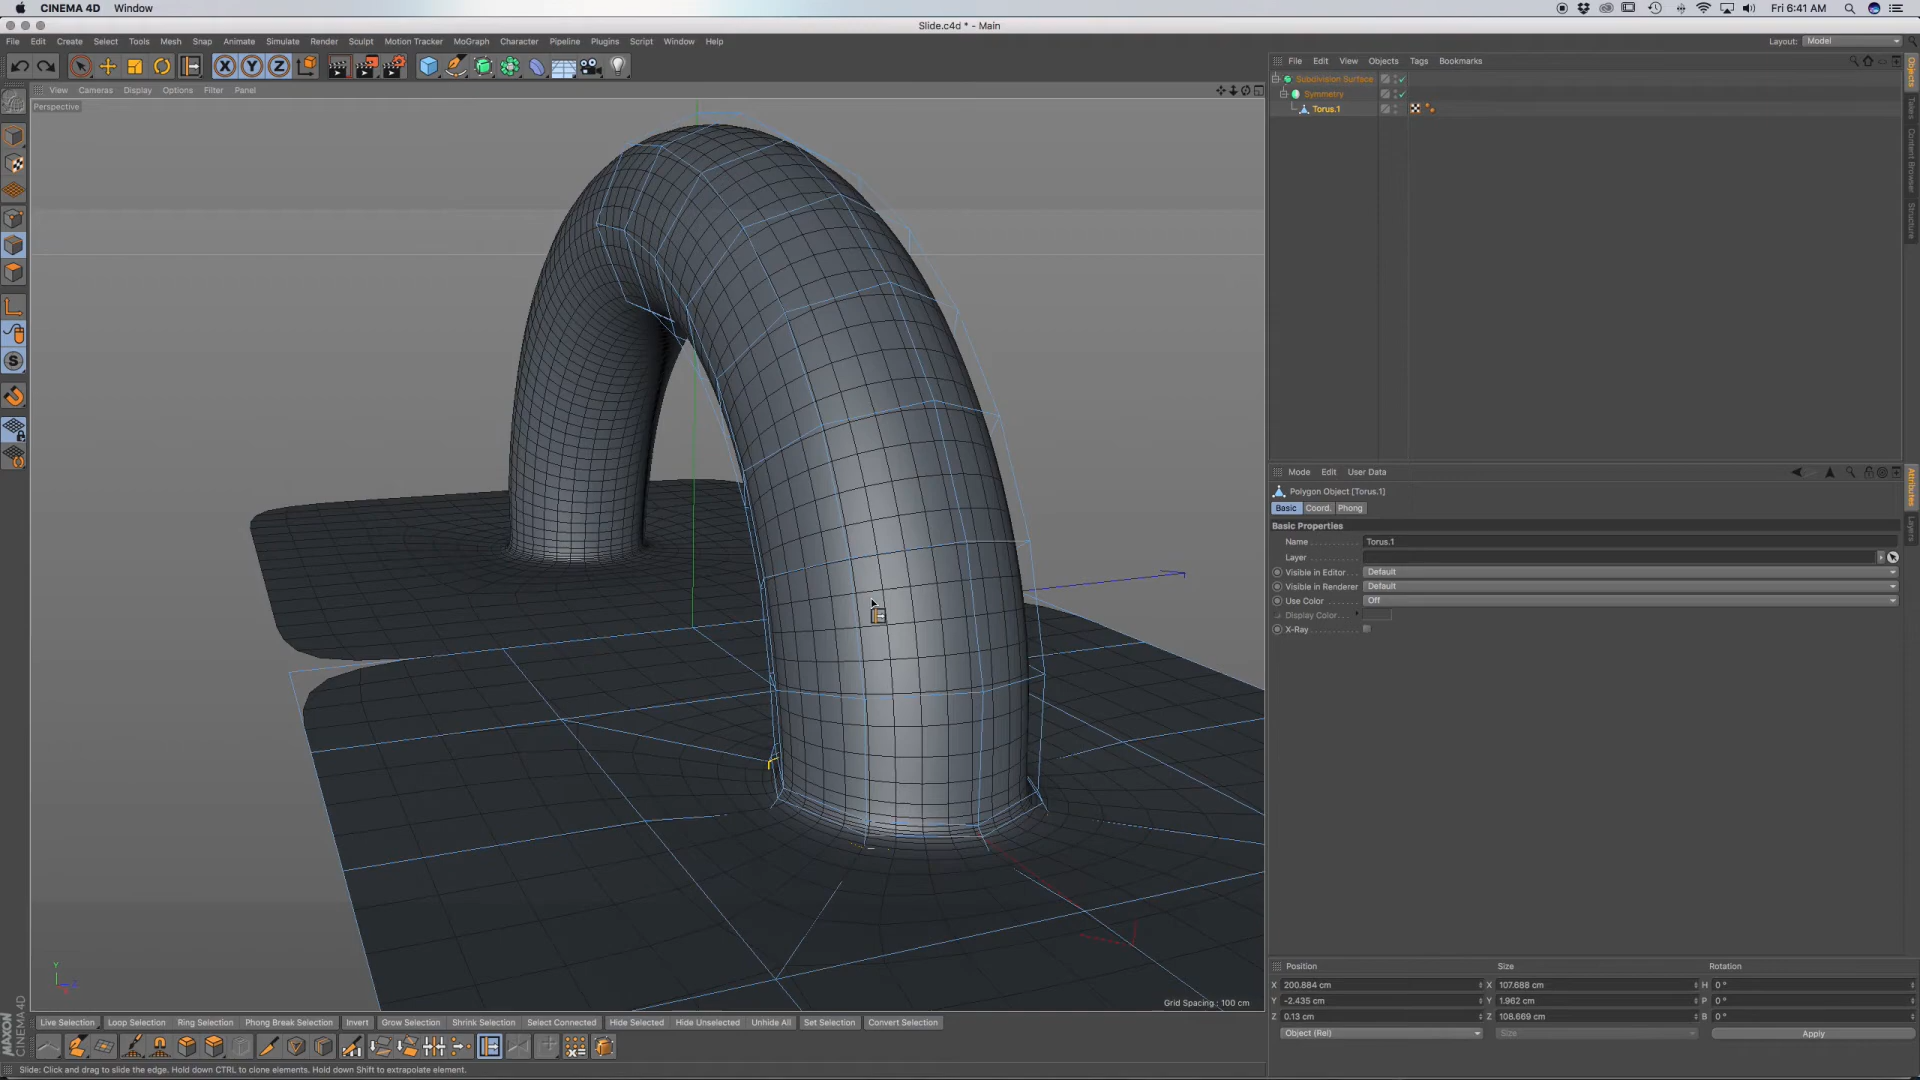 CINEMA 4D Window
Fri 6:41 AM
Slide.c4d * - Main
File Edit Create Select Tools Mesh Snap Animate Simulate Render Sculpt Motion Tracker MoGraph Character Pipeline Plugins Script Window Help
Layout: Model
X Y Z
File Edit View Objects Tags Bookmarks
Subdivision Surface
Symmetry
Torus.1
View Cameras Display Options Filter Panel
Perspective
Objects
Takes
Content Browser
Structure
Mode Edit User Data
Polygon Object [Torus.1]
Basic Coord. Phong
Basic Properties
Name Torus.1
Layer
Visible in Editor Default
Visible in Renderer Default
Use Color Off
Display Color
X-Ray
Attributes
Layers
Y
Grid Spacing : 100 cm
Position Size Rotation
X 200.884 cm X 107.688 cm H 0 °
Y -2.435 cm Y 1.962 cm P 0 °
Z 0.13 cm Z 108.669 cm B 0 °
Object (Rel) Size Apply
Live Selection Loop Selection Ring Selection Phong Break Selection Invert Grow Selection Shrink Selection Select Connected Hide Selected Hide Unselected Unhide All Set Selection Convert Selection
MAXON CINEMA 4D
Slide: Click and drag to slide the edge. Hold down CTRL to clone elements. Hold down Shift to extrapolate element.